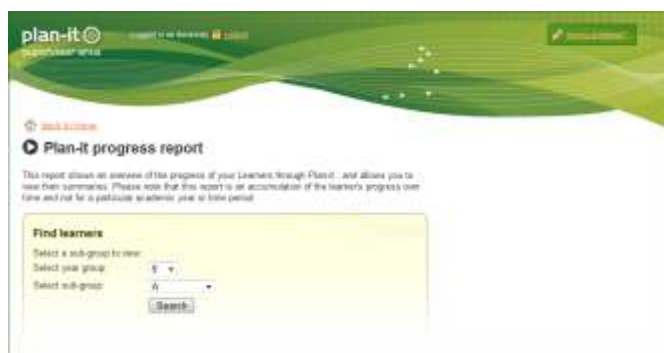 plan-it
supervisor area
back to home
Plan-it progress report
This report shows an overview of the progress of your Learners through Plan-it , and allows you to
view their summaries. Please note that this report is an accumulation of the learner's progress over
time and not for a particular academic year or time period
Find learners
Select a sub-group to view:
Select year group:
Select sub-group: A
Search